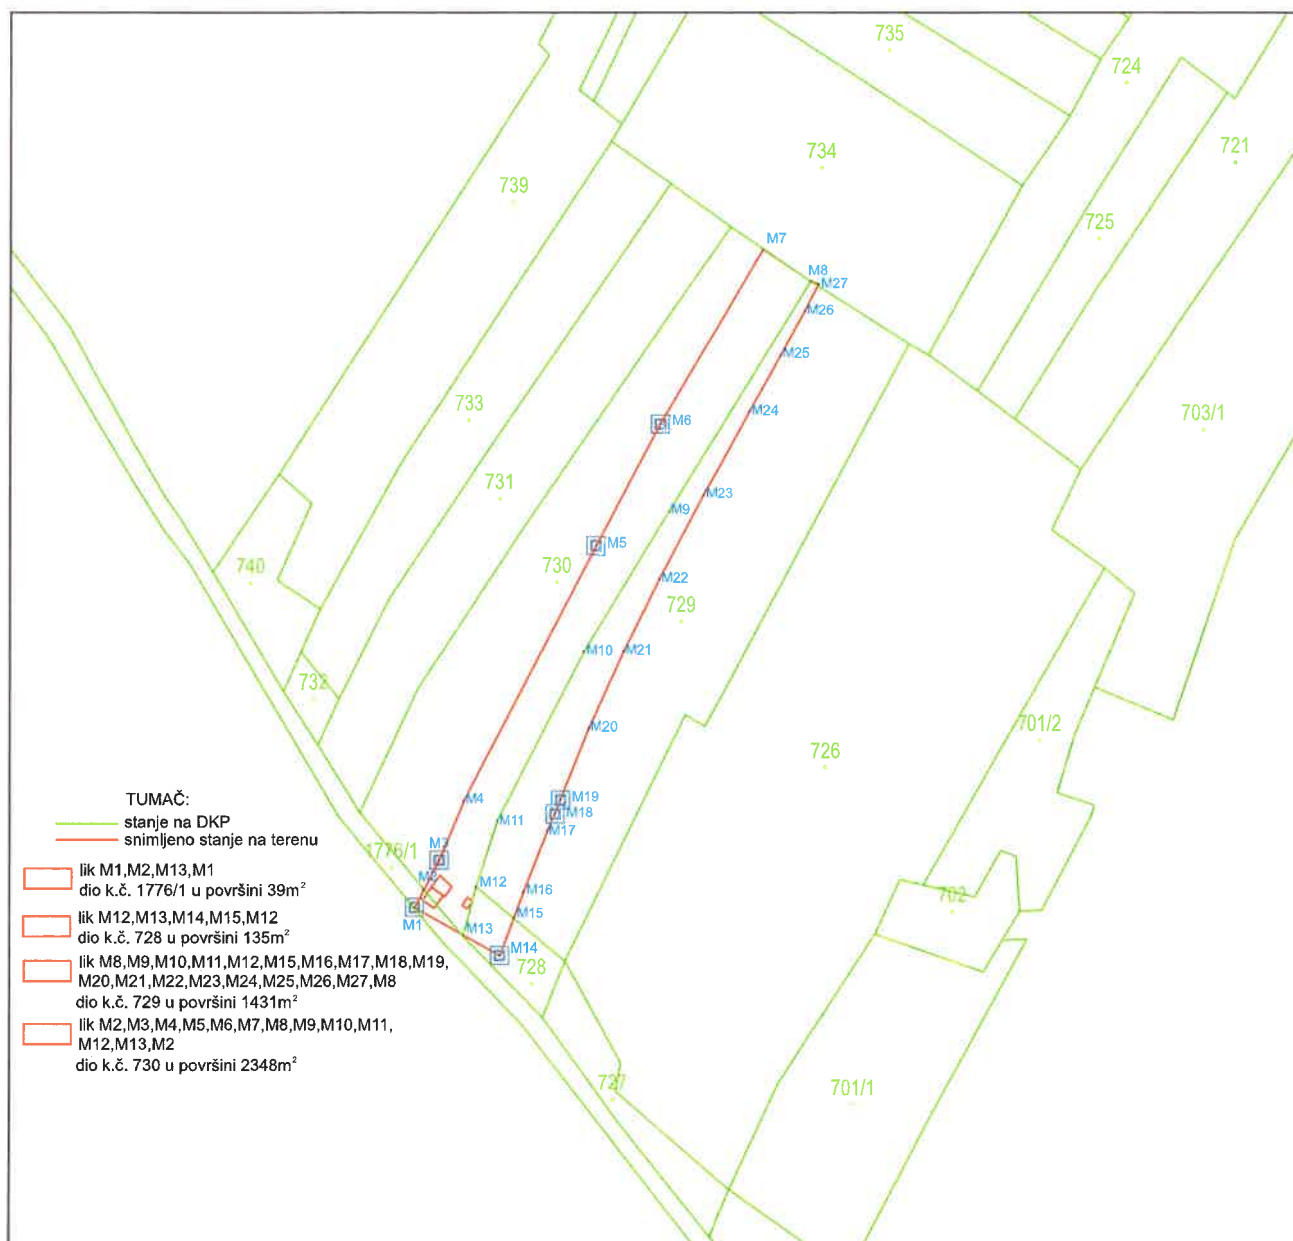 735
724
721
734
739
725
M7
M8
M27
M26
M25
M24
703/1
733
M6
731
M23
M9
M5
730
740
M22
729
M10
M21
732
M20
701/2
726
TUMAČ:
stanje na DKP
snimljeno stanje na terenu
M4
M19
M18
M11
M17
1776/1
M3
M2
M12
M16
702
M1
M15
M13
M14
728
lik M1,M2,M13,M1
dio k.č. 1776/1 u površini 39m²
lik M12,M13,M14,M15,M12
dio k.č. 728 u površini 135m²
lik M8,M9,M10,M11,M12,M15,M16,M17,M18,M19,
M20,M21,M22,M23,M24,M25,M26,M27,M8
dio k.č. 729 u površini 1431m²
lik M2,M3,M4,M5,M6,M7,M8,M9,M10,M11,
M12,M13,M2
dio k.č. 730 u površini 2348m²
727
701/1